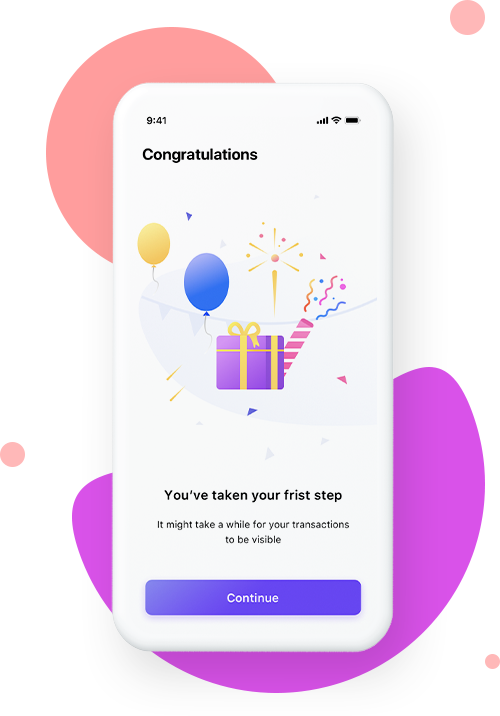 9:41
Congratulations
You've taken your frist step
It might take a while for your transactions
to be visible
Continue